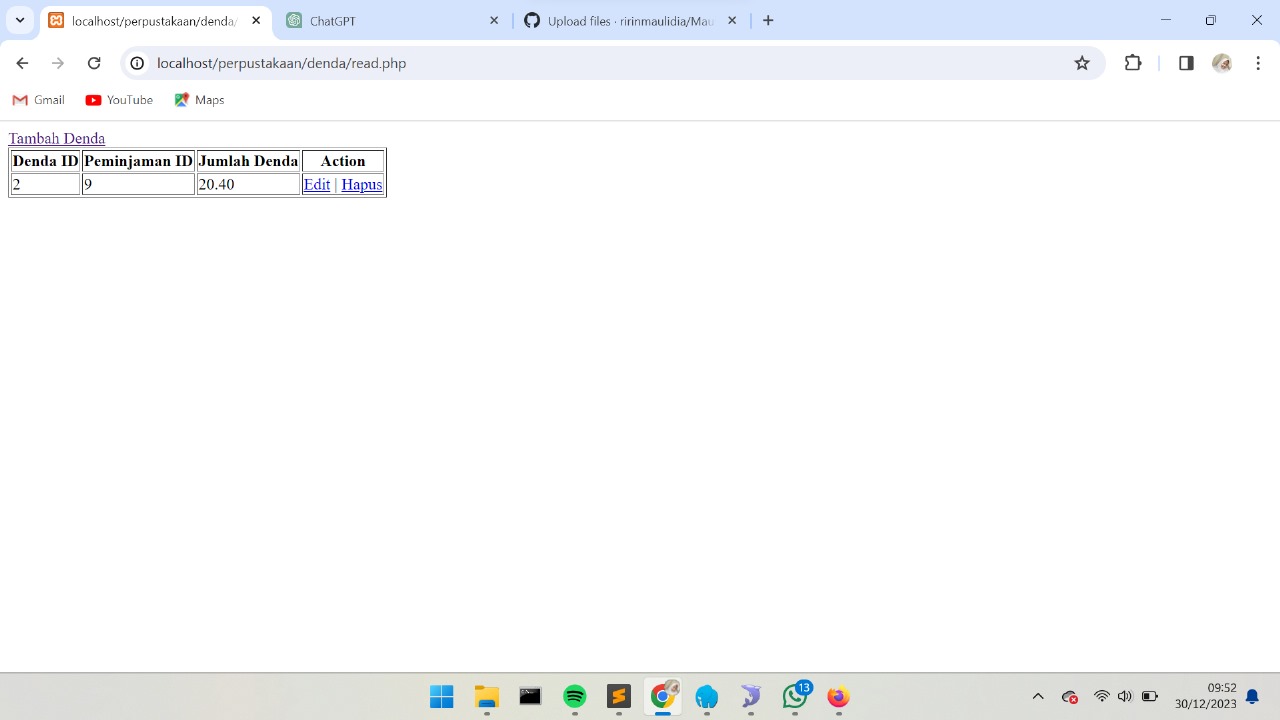 localhost/perpustakaan/denda/
ChatGPT
Upload files · ririnmaulidia/Mau
localhost/perpustakaan/denda/read.php
Gmail YouTube Maps
Tambah Denda
Denda ID Peminjaman ID Jumlah Denda Action
2 9 20.40 Edit | Hapus
13
09:52
30/12/2023